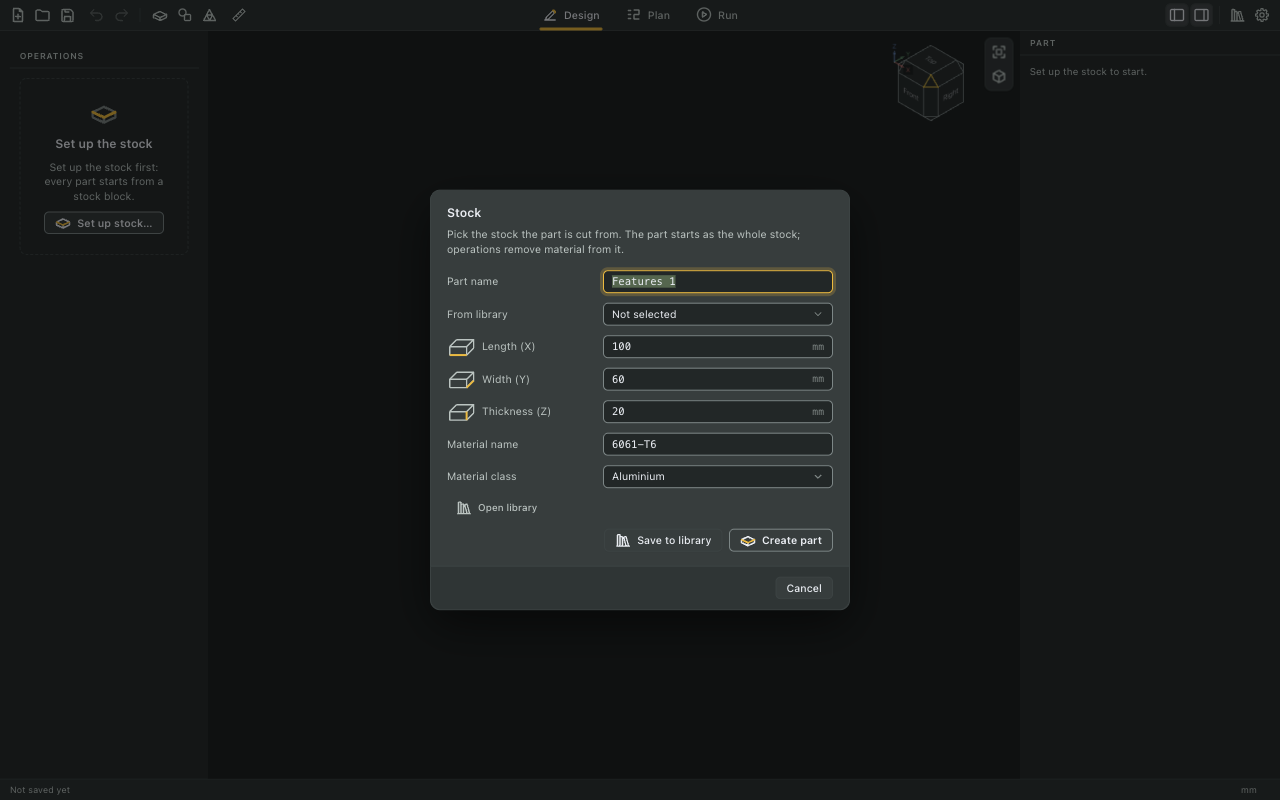 Design
Plan
Run
OPERATIONS
Set up the stock
Set up the stock first:
every part starts from a
stock block.
Set up stock...
Top
Front
Right
PART
Set up the stock to start.
Stock
Pick the stock the part is cut from. The part starts as the whole stock;
operations remove material from it.
Part name
Features 1
From library
Not selected
Length (X)
100 mm
Width (Y)
60 mm
Thickness (Z)
20 mm
Material name
6061-T6
Material class
Aluminium
Open library
Save to library
Create part
Cancel
Not saved yet
mm